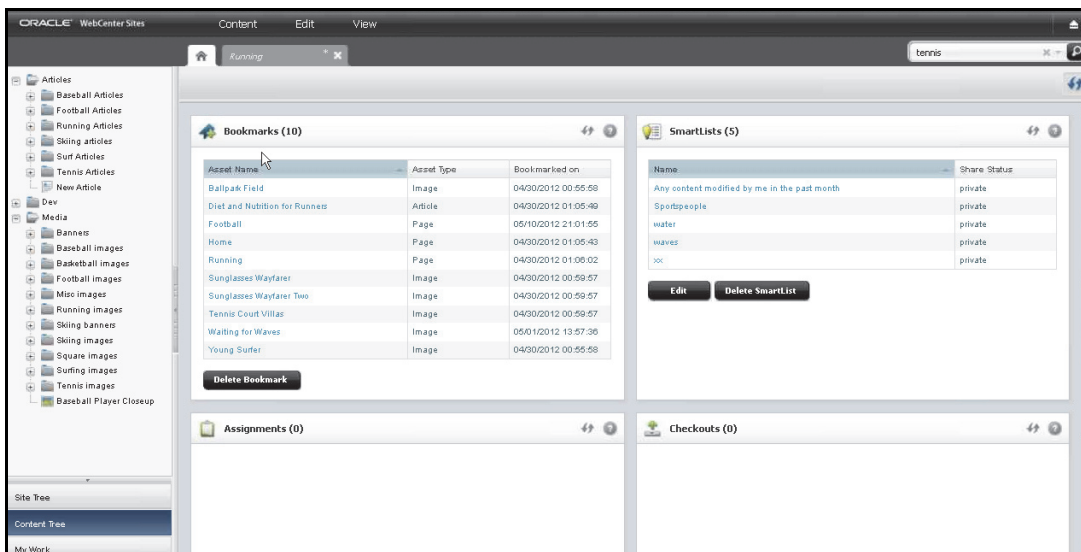 ORACLE® WebCenter Sites Content Edit View
Running * tennis
Articles
Baseball Articles
Football Articles
Running Articles
Skiing articles
Surf Articles
Tennis Articles
New Article
Dev
Media
Banners
Baseball images
Basketball images
Football images
Misc images
Running images
Skiing banners
Skiing images
Square images
Surfing images
Tennis images
Baseball Player Closeup
Site Tree
Content Tree
My Work
Bookmarks (10)
Asset Name Asset Type Bookmarked on
Ballpark Field Image 04/30/2012 00:55:58
Diet and Nutrition for Runners Article 04/30/2012 01:05:49
Football Page 05/10/2012 21:01:55
Home Page 04/30/2012 01:05:43
Running Page 04/30/2012 01:06:02
Sunglasses Wayfarer Image 04/30/2012 00:59:57
Sunglasses Wayfarer Two Image 04/30/2012 00:59:57
Tennis Court Villas Image 04/30/2012 00:59:57
Waiting for Waves Image 05/01/2012 13:57:36
Young Surfer Image 04/30/2012 00:55:58
Delete Bookmark
SmartLists (5)
Name Share Status
Any content modified by me in the past month private
Sportspeople private
water private
waves private
xx private
Edit Delete SmartList
Assignments (0)
Checkouts (0)